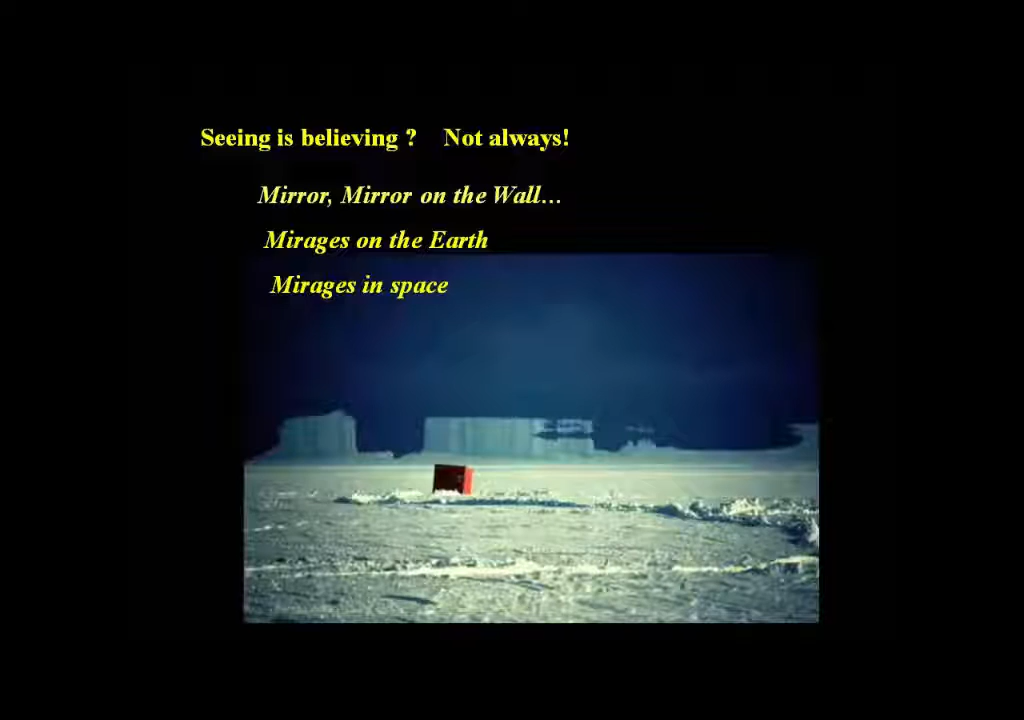 Seeing is believing ? Not always!
Mirror, Mirror on the Wall…
Mirages on the Earth
Mirages in space